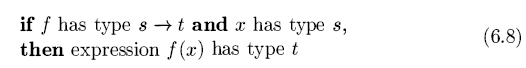 if f has type s → t and x has type s,
then expression f(x) has type t
(6.8)